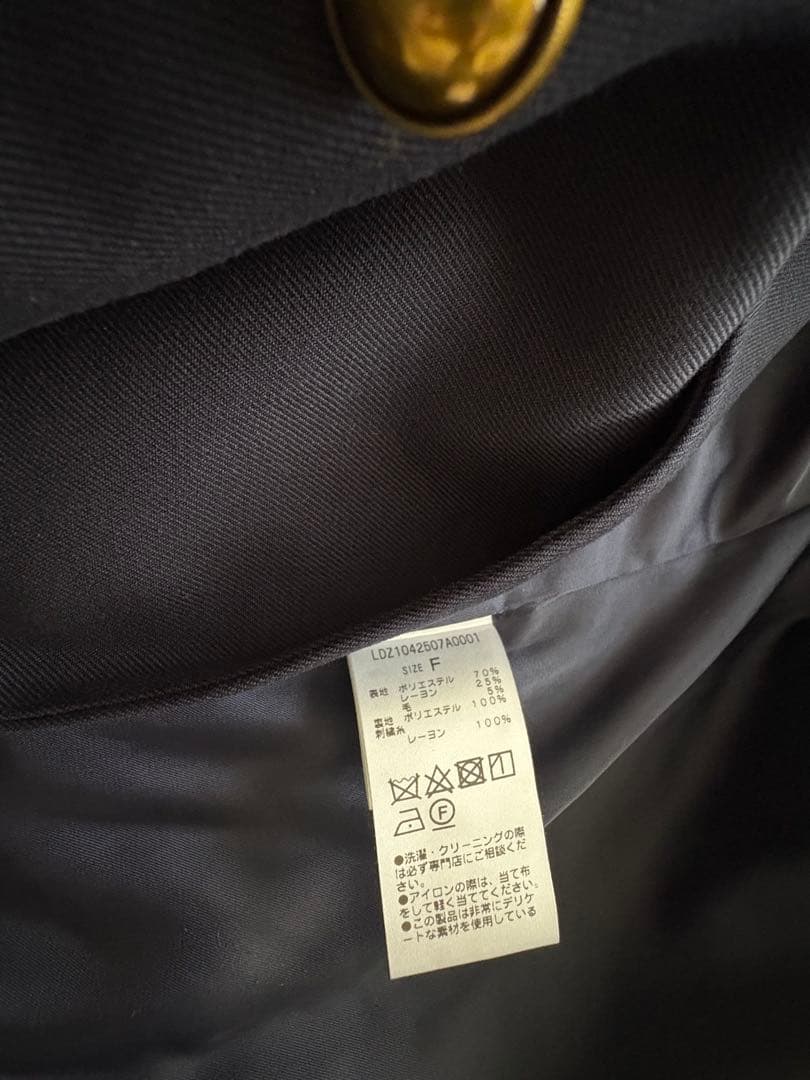 LDZ1042507A0001
SIZE F
表地 ポリエステル 70%
レーヨン 25%
毛 5%
裏地 ポリエステル 100%
刺繍糸
レーヨン 100%
F
●洗濯・クリーニングの際
は必ず専門店にご相談くだ
さい。
●アイロンの際は、当て布
をして軽く当ててください。
●この製品は非常にデリケ
ートな素材を使用している